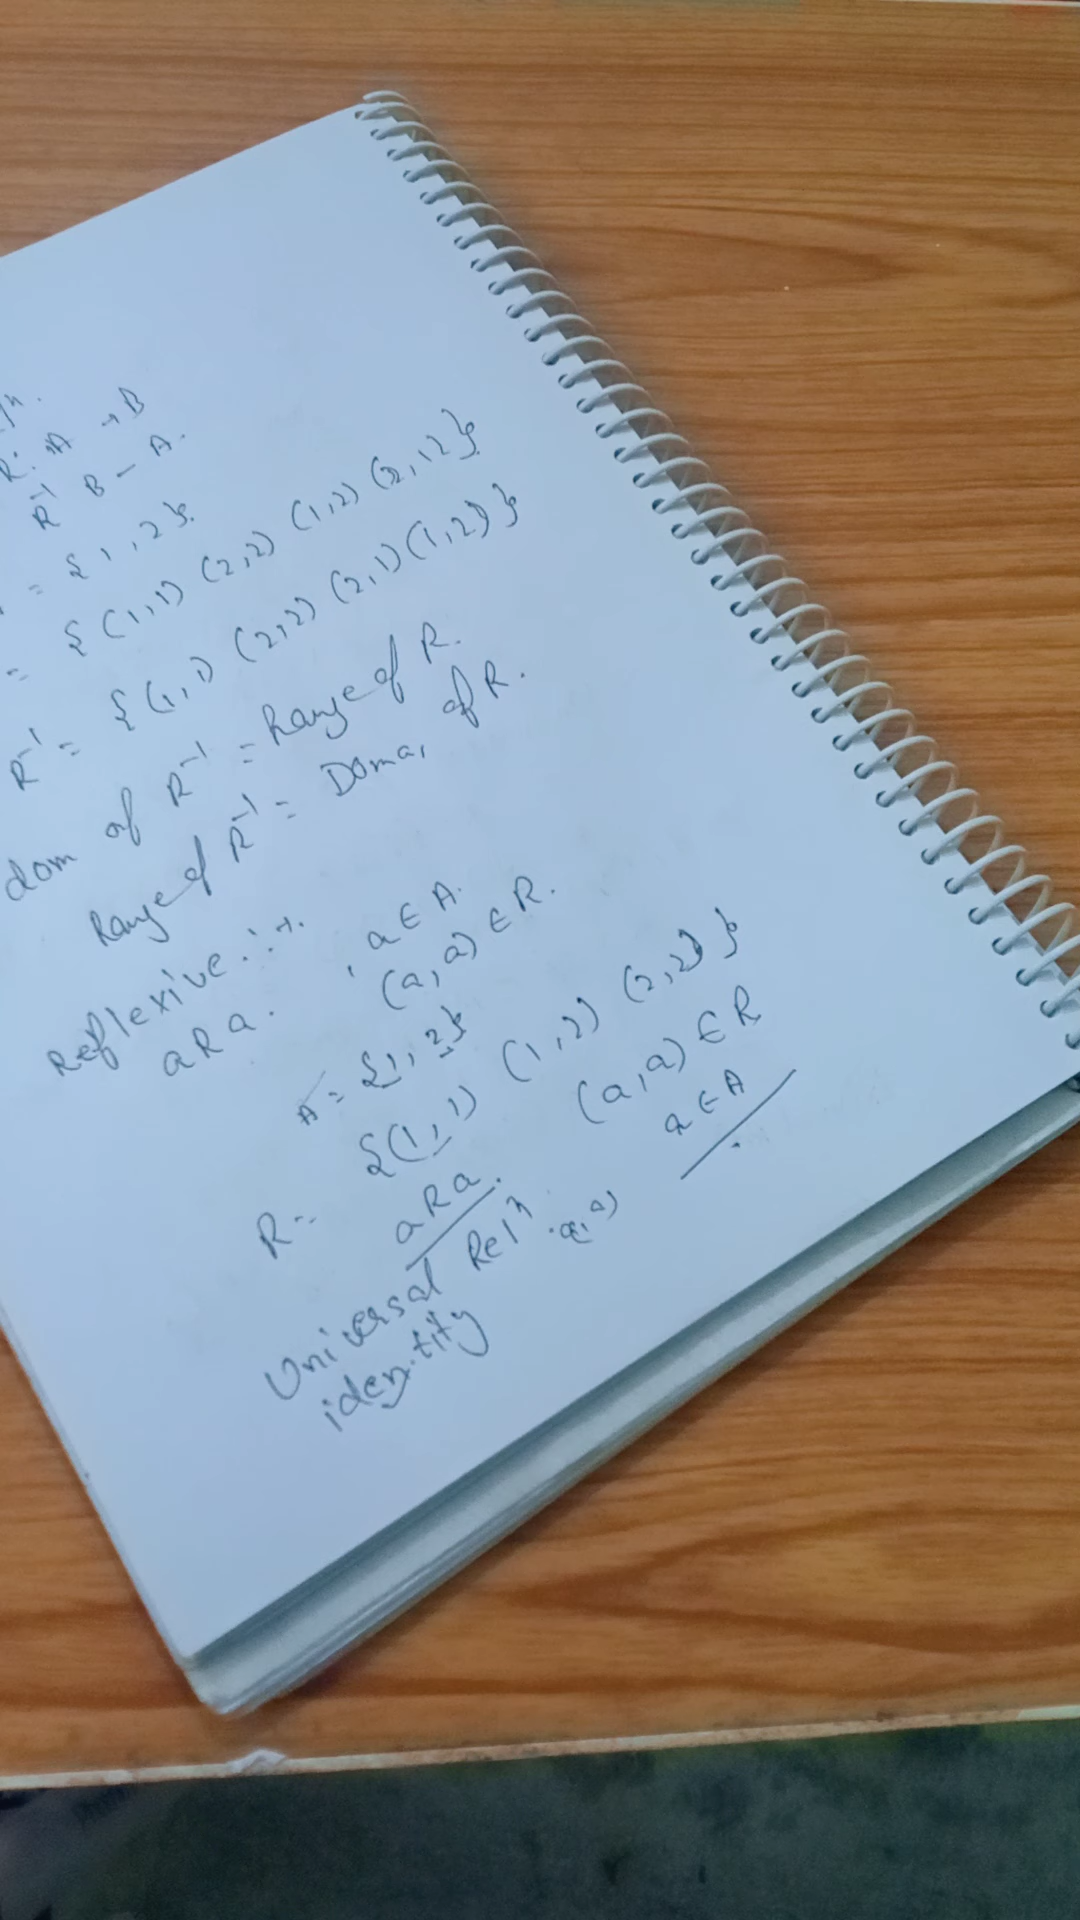 R: A → B
R⁻¹ B – A.
= {1, 2}.
= {(1,1) (2,2) (1,2) (2,1)}
R⁻¹ = {(1,1) (2,2) (2,1) (1,2)}
dom of R⁻¹ = Range of R.
Range of R⁻¹ = Domai of R.
Reflexive :→.
aRa. , a ∈ A.
(a, a) ∈ R.
A = {1, 2}
R = {(1,1) (1,2) (2,2)}
aRa. (a,a) ∈ R
a ∈ A
Universal Relⁿ
identity